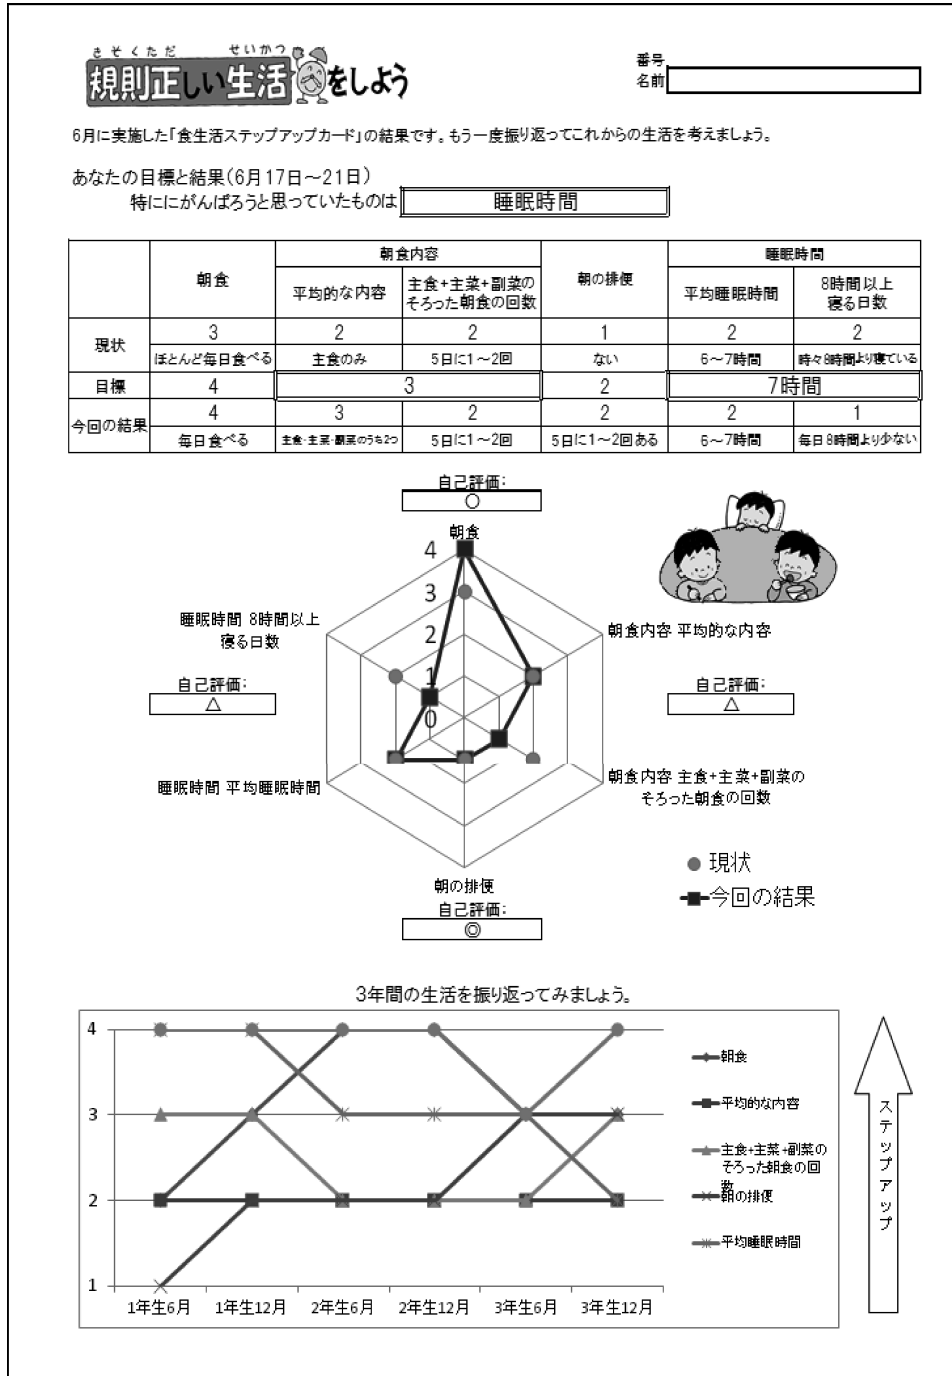 きそくただ せいかつ
規則正しい生活をしよう
番号
名前
6月に実施した「食生活ステップアップカード」の結果です。もう一度振り返ってこれからの生活を考えましょう。
あなたの目標と結果(6月17日～21日)
特ににがんばろうと思っていたものは 睡眠時間
朝食 朝食内容 朝の排便 睡眠時間
平均的な内容 主食+主菜+副菜のそろった朝食の回数 平均睡眠時間 8時間以上寝る日数
現状 3 2 2 1 2 2
ほとんど毎日食べる 主食のみ 5日に1～2回 ない 6～7時間 時々8時間より寝ている
目標 4 3 2 7時間
今回の結果 4 3 2 2 2 1
毎日食べる 主食・主菜・副菜のうち2つ 5日に1～2回 5日に1～2回ある 6～7時間 毎日8時間より少ない
自己評価:
○
朝食
4
3
2
1
0
睡眠時間 8時間以上
寝る日数
朝食内容 平均的な内容
自己評価:
△
自己評価:
△
睡眠時間 平均睡眠時間
朝食内容 主食+主菜+副菜の
そろった朝食の回数
朝の排便
自己評価:
◎
現状
今回の結果
3年間の生活を振り返ってみましょう。
4
3
2
1
1年生6月 1年生12月 2年生6月 2年生12月 3年生6月 3年生12月
朝食
平均的な内容
主食+主菜+副菜の
そろった朝食の回
数
朝の排便
平均睡眠時間
ステップアップ